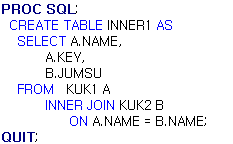 PROC SQL;
CREATE TABLE INNER1 AS
SELECT A.NAME,
A.KEY,
B.JUMSU
FROM KUK1 A
INNER JOIN KUK2 B
ON A.NAME = B.NAME;
QUIT;